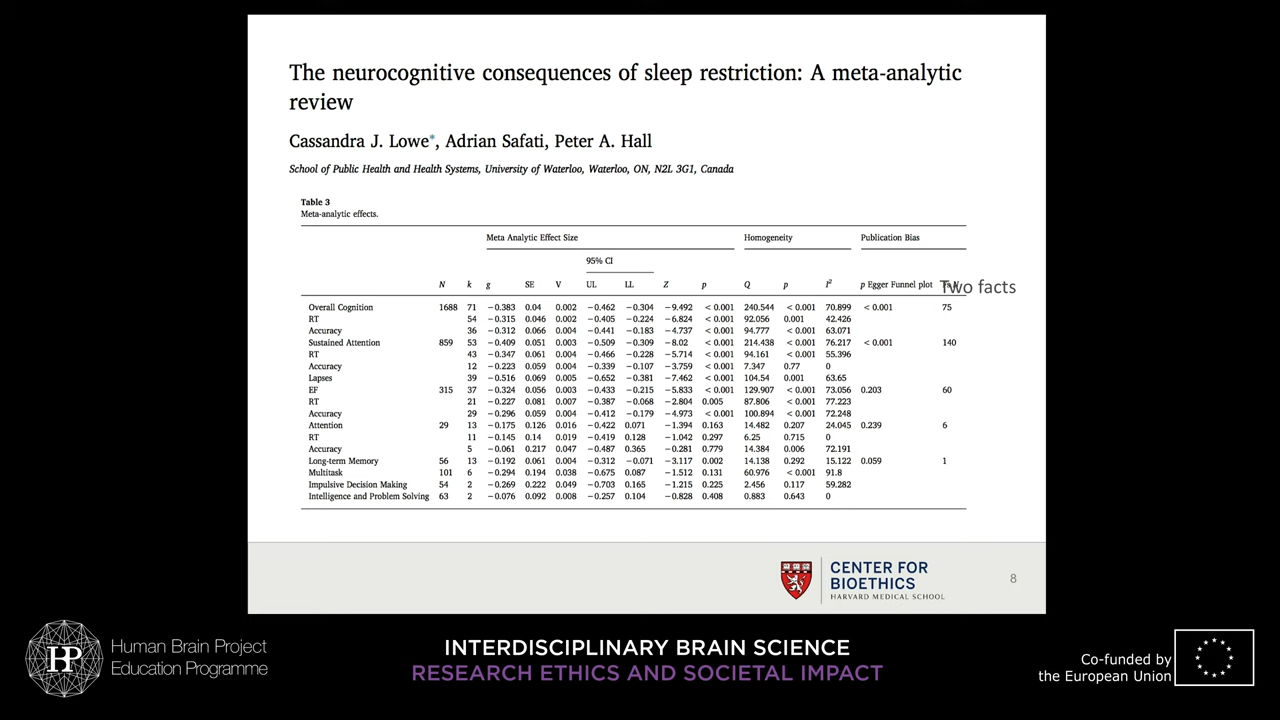 The neurocognitive consequences of sleep restriction: A meta-analytic
review
Cassandra J. Lowe*, Adrian Safati, Peter A. Hall
School of Public Health and Health Systems, University of Waterloo, Waterloo, ON, N2L 3G1, Canada
Table 3
Meta-analytic effects.
Meta Analytic Effect Size Homogeneity Publication Bias
95% CI
N k g SE V UL LL Z p Q p I² p Egger Funnel plot
Two facts
Overall Cognition 1688 71 −0.383 0.04 0.002 −0.462 −0.304 −9.492 < 0.001 240.544 < 0.001 70.899 < 0.001 75
RT 54 −0.315 0.046 0.002 −0.405 −0.224 −6.824 < 0.001 92.056 0.001 42.426
Accuracy 36 −0.312 0.066 0.004 −0.441 −0.183 −4.737 < 0.001 94.777 < 0.001 63.071
Sustained Attention 859 53 −0.409 0.051 0.003 −0.509 −0.309 −8.02 < 0.001 214.438 < 0.001 76.217 < 0.001 140
RT 43 −0.347 0.061 0.004 −0.466 −0.228 −5.714 < 0.001 94.161 < 0.001 55.396
Accuracy 12 −0.223 0.059 0.004 −0.339 −0.107 −3.759 < 0.001 7.347 0.77 0
Lapses 39 −0.516 0.069 0.005 −0.652 −0.381 −7.462 < 0.001 104.54 0.001 63.65
EF 315 37 −0.324 0.056 0.003 −0.433 −0.215 −5.833 < 0.001 129.907 < 0.001 73.056 0.203 60
RT 21 −0.227 0.081 0.007 −0.387 −0.068 −2.804 0.005 87.806 < 0.001 77.223
Accuracy 29 −0.296 0.059 0.004 −0.412 −0.179 −4.973 < 0.001 100.894 < 0.001 72.248
Attention 29 13 −0.175 0.126 0.016 −0.422 0.071 −1.394 0.163 14.482 0.207 24.045 0.239 6
RT 11 −0.145 0.14 0.019 −0.419 0.128 −1.042 0.297 6.25 0.715 0
Accuracy 5 −0.061 0.217 0.047 −0.487 0.365 −0.281 0.779 14.384 0.006 72.191
Long-term Memory 56 13 −0.192 0.061 0.004 −0.312 −0.071 −3.117 0.002 14.138 0.292 15.122 0.059 1
Multitask 101 6 −0.294 0.194 0.038 −0.675 0.087 −1.512 0.131 60.976 < 0.001 91.8
Impulsive Decision Making 54 2 −0.269 0.222 0.049 −0.703 0.165 −1.215 0.225 2.456 0.117 59.282
Intelligence and Problem Solving 63 2 −0.076 0.092 0.008 −0.257 0.104 −0.828 0.408 0.883 0.643 0
CENTER FOR
BIOETHICS
HARVARD MEDICAL SCHOOL
8
HBP
Human Brain Project
Education Programme
INTERDISCIPLINARY BRAIN SCIENCE
RESEARCH ETHICS AND SOCIETAL IMPACT
Co-funded by
the European Union